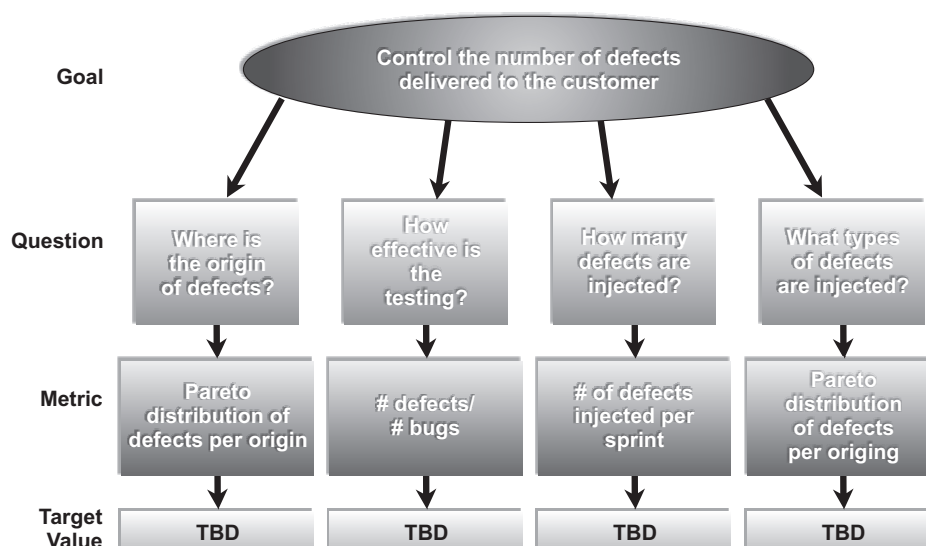 Goal
Control the number of defects
delivered to the customer
Question
Where is
the origin
of defects?
How
effective is
the
testing?
How many
defects are
injected?
What types
of defects
are injected?
Metric
Pareto
distribution of
defects per origin
# defects/
# bugs
# of defects
injected per
sprint
Pareto
distribution
of defects
per origing
Target
Value
TBD
TBD
TBD
TBD